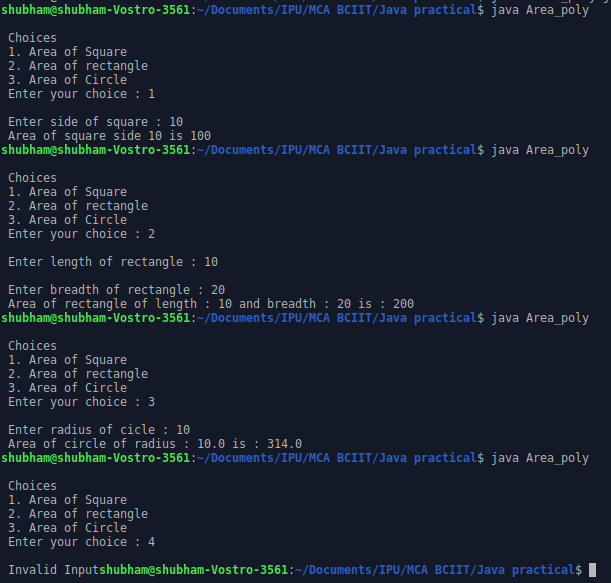 shubham@shubham-Vostro-3561:~/Documents/IPU/MCA BCIIT/Java practical$ java Area_poly
Choices
1. Area of Square
2. Area of rectangle
3. Area of Circle
Enter your choice : 1
Enter side of square : 10
Area of square side 10 is 100
shubham@shubham-Vostro-3561:~/Documents/IPU/MCA BCIIT/Java practical$ java Area_poly
Choices
1. Area of Square
2. Area of rectangle
3. Area of Circle
Enter your choice : 2
Enter length of rectangle : 10
Enter breadth of rectangle : 20
Area of rectangle of length : 10 and breadth : 20 is : 200
shubham@shubham-Vostro-3561:~/Documents/IPU/MCA BCIIT/Java practical$ java Area_poly
Choices
1. Area of Square
2. Area of rectangle
3. Area of Circle
Enter your choice : 3
Enter radius of cicle : 10
Area of circle of radius : 10.0 is : 314.0
shubham@shubham-Vostro-3561:~/Documents/IPU/MCA BCIIT/Java practical$ java Area_poly
Choices
1. Area of Square
2. Area of rectangle
3. Area of Circle
Enter your choice : 4
Invalid Inputshubham@shubham-Vostro-3561:~/Documents/IPU/MCA BCIIT/Java practical$